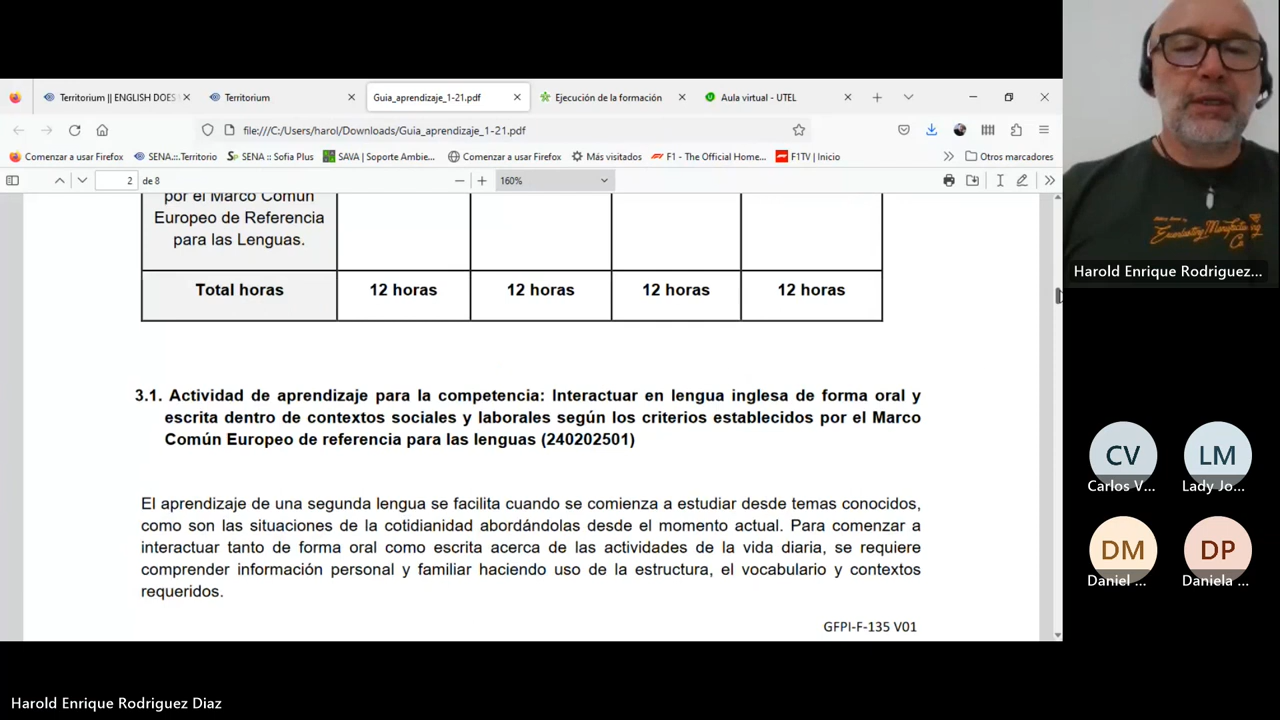 Territorium || ENGLISH DOES
Territorium
Guia_aprendizaje_1-21.pdf
Ejecución de la formación
Aula virtual - UTEL
file:///C:/Users/harol/Downloads/Guia_aprendizaje_1-21.pdf
Comenzar a usar Firefox
SENA.::.Territorio
SENA :: Sofia Plus
SAVA | Soporte Ambie...
Comenzar a usar Firefox
Más visitados
F1 - The Official Home...
F1TV | Inicio
Otros marcadores
2 de 8
160%
por el Marco Común
Europeo de Referencia
para las Lenguas.
Total horas 12 horas 12 horas 12 horas 12 horas
3.1. Actividad de aprendizaje para la competencia: Interactuar en lengua inglesa de forma oral y
escrita dentro de contextos sociales y laborales según los criterios establecidos por el Marco
Común Europeo de referencia para las lenguas (240202501)
El aprendizaje de una segunda lengua se facilita cuando se comienza a estudiar desde temas conocidos,
como son las situaciones de la cotidianidad abordándolas desde el momento actual. Para comenzar a
interactuar tanto de forma oral como escrita acerca de las actividades de la vida diaria, se requiere
comprender información personal y familiar haciendo uso de la estructura, el vocabulario y contextos
requeridos.
GFPI-F-135 V01
Everlasting Manufacturing
Co
Harold Enrique Rodriguez...
CV
LM
Carlos V...
Lady Jo...
DM
DP
Daniel ...
Daniela ...
Harold Enrique Rodriguez Diaz